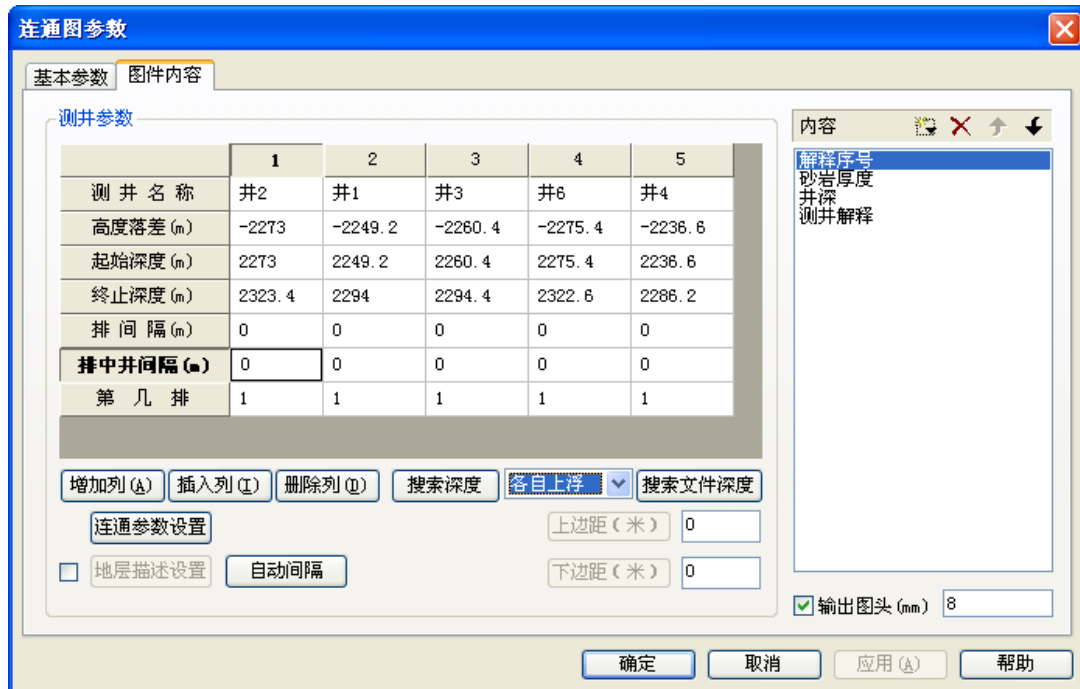 连通图参数
基本参数 图件内容
测井参数
内容
1 2 3 4 5
测 井 名 称 井2 井1 井3 井6 井4
高度落差(m) -2273 -2249.2 -2260.4 -2275.4 -2236.6
起始深度(m) 2273 2249.2 2260.4 2275.4 2236.6
终止深度(m) 2323.4 2294 2294.4 2322.6 2286.2
排 间 隔(m) 0 0 0 0 0
排中井间隔(m) 0 0 0 0 0
第 几 排 1 1 1 1 1
解释序号
砂岩厚度
井深
测井解释
增加列(A) 插入列(I) 删除列(D) 搜索深度 各自上浮 搜索文件深度
连通参数设置 上边距(米) 0
地层描述设置 自动间隔 下边距(米) 0
输出图头(mm) 8
确定 取消 应用(A) 帮助